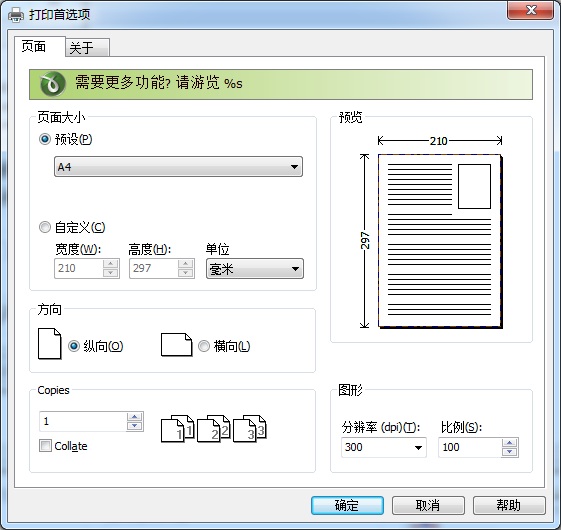 打印首选项
页面 关于
需要更多功能? 请游览 %s
页面大小
预设(P)
A4
自定义(C)
宽度(W): 高度(H): 单位
210 297 毫米
预览
210
297
方向
纵向(O) 横向(L)
Copies
1
Collate
1 1 2 2 3 3
图形
分辨率 (dpi)(T): 比例(S):
300 100
确定 取消 帮助